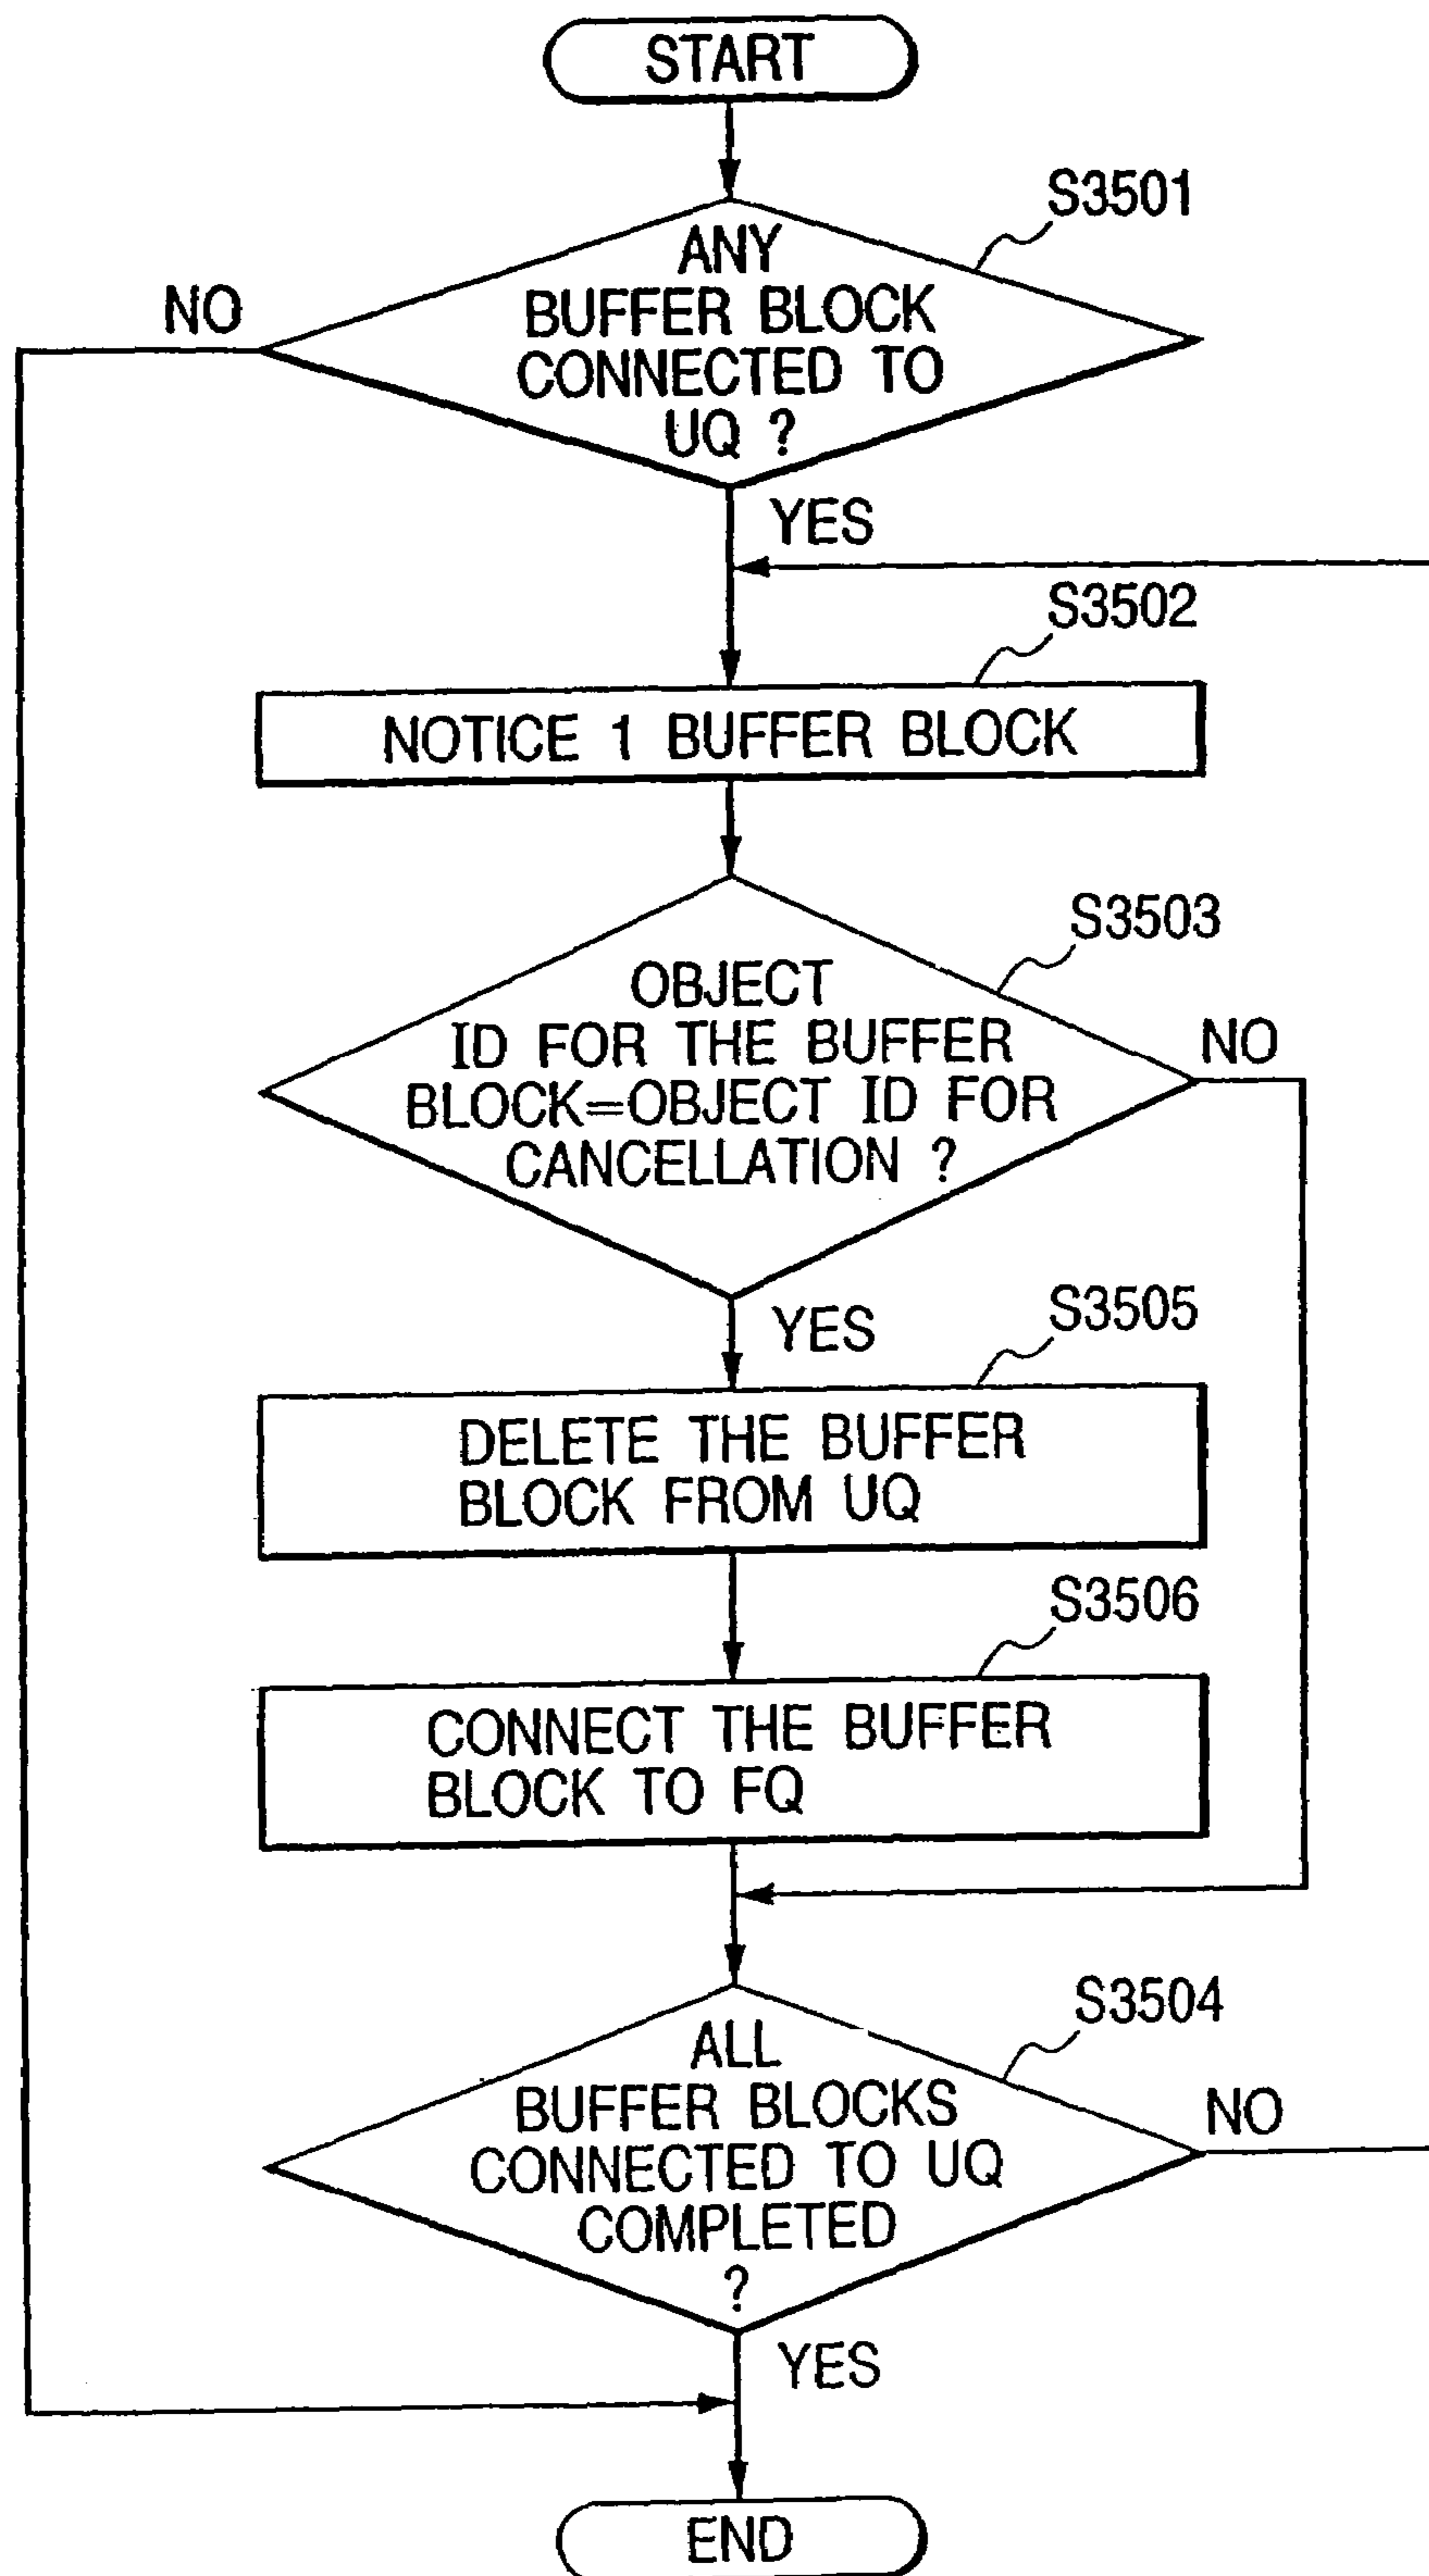 START
S3501
ANY
BUFFER BLOCK
CONNECTED TO
UQ ?
NO
YES
S3502
NOTICE 1 BUFFER BLOCK
S3503
OBJECT
ID FOR THE BUFFER
BLOCK=OBJECT ID FOR
CANCELLATION ?
NO
YES
S3505
DELETE THE BUFFER
BLOCK FROM UQ
S3506
CONNECT THE BUFFER
BLOCK TO FQ
S3504
ALL
BUFFER BLOCKS
CONNECTED TO UQ
COMPLETED
?
NO
YES
END